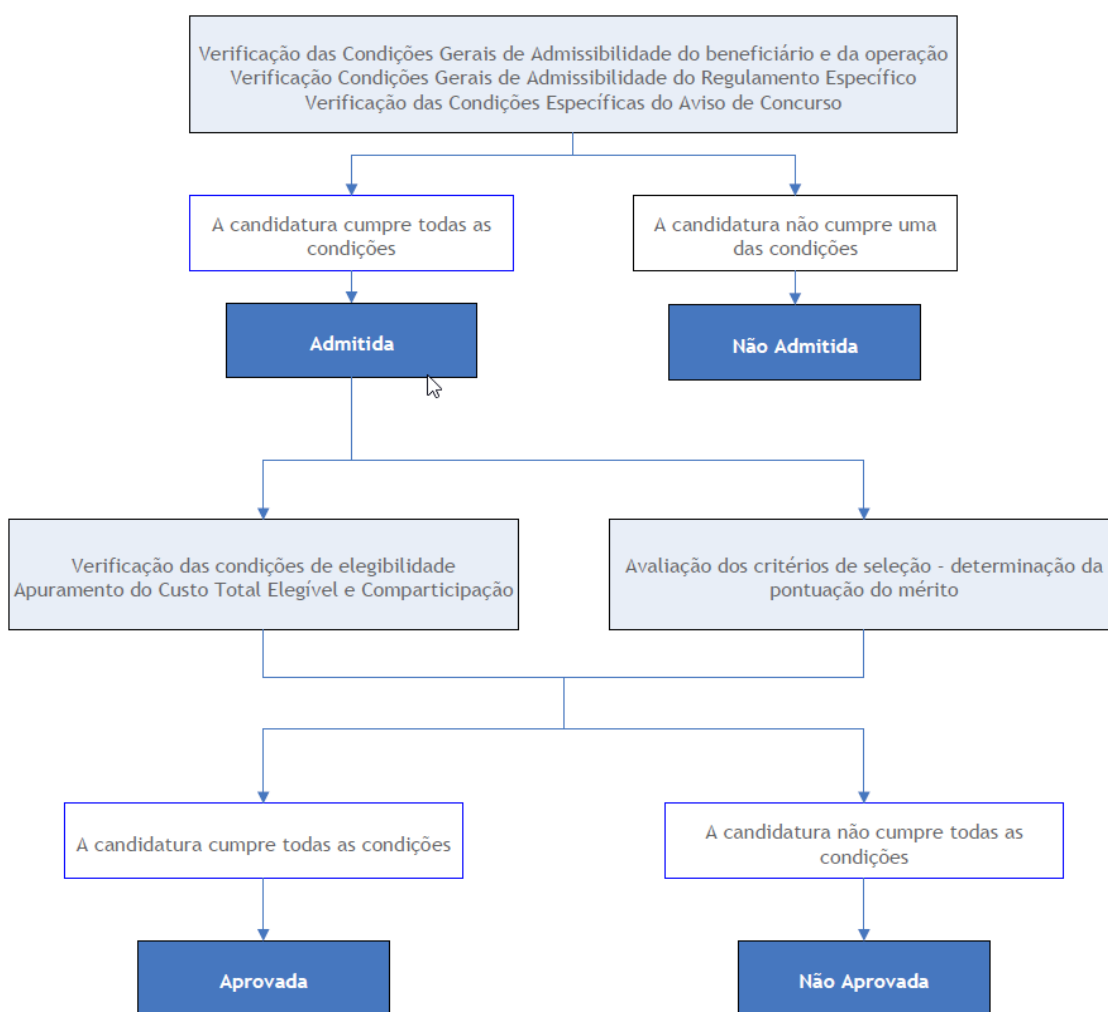 Verificação das Condições Gerais de Admissibilidade do beneficiário e da operação
Verificação Condições Gerais de Admissibilidade do Regulamento Específico
Verificação das Condições Específicas do Aviso de Concurso
A candidatura cumpre todas as
condições
A candidatura não cumpre uma
das condições
Admitida
Não Admitida
Verificação das condições de elegibilidade
Apuramento do Custo Total Elegível e Comparticipação
Avaliação dos critérios de seleção - determinação da
pontuação do mérito
A candidatura cumpre todas as condições
A candidatura não cumpre todas as
condições
Aprovada
Não Aprovada